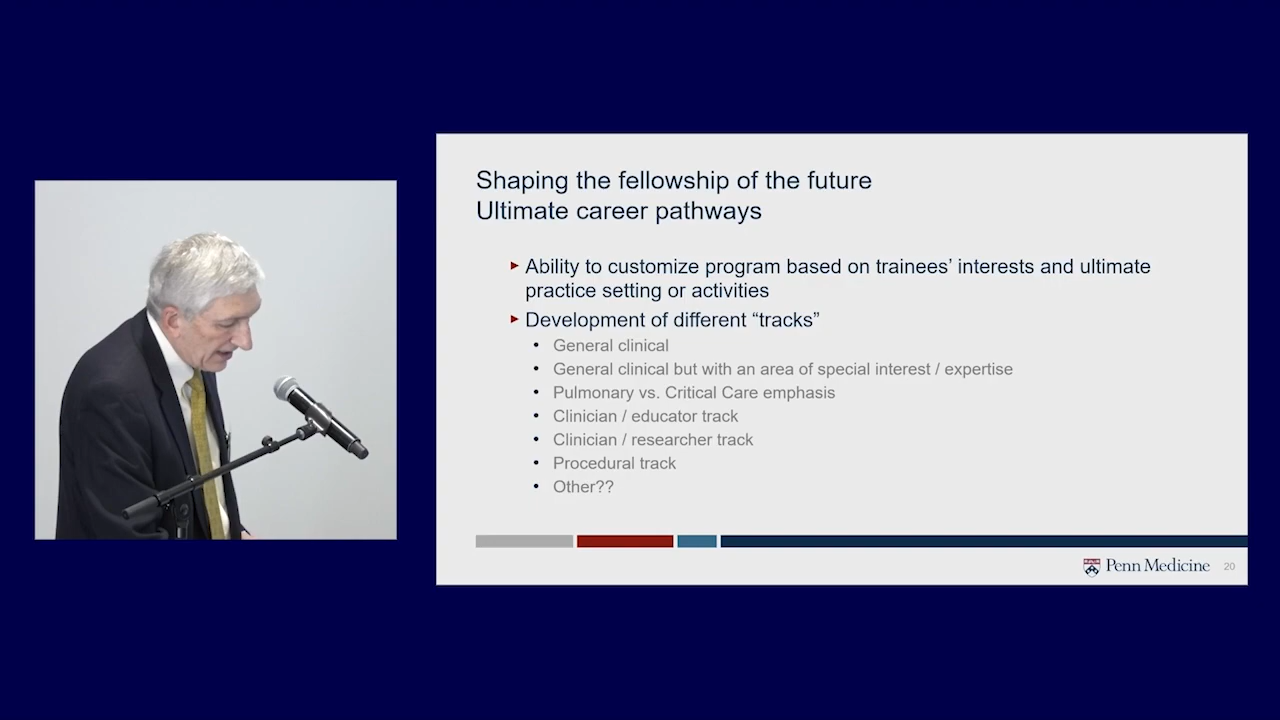 Shaping the fellowship of the future
Ultimate career pathways
Ability to customize program based on trainees’ interests and ultimate
practice setting or activities
Development of different “tracks”
General clinical
General clinical but with an area of special interest / expertise
Pulmonary vs. Critical Care emphasis
Clinician / educator track
Clinician / researcher track
Procedural track
Other??
Penn Medicine 20